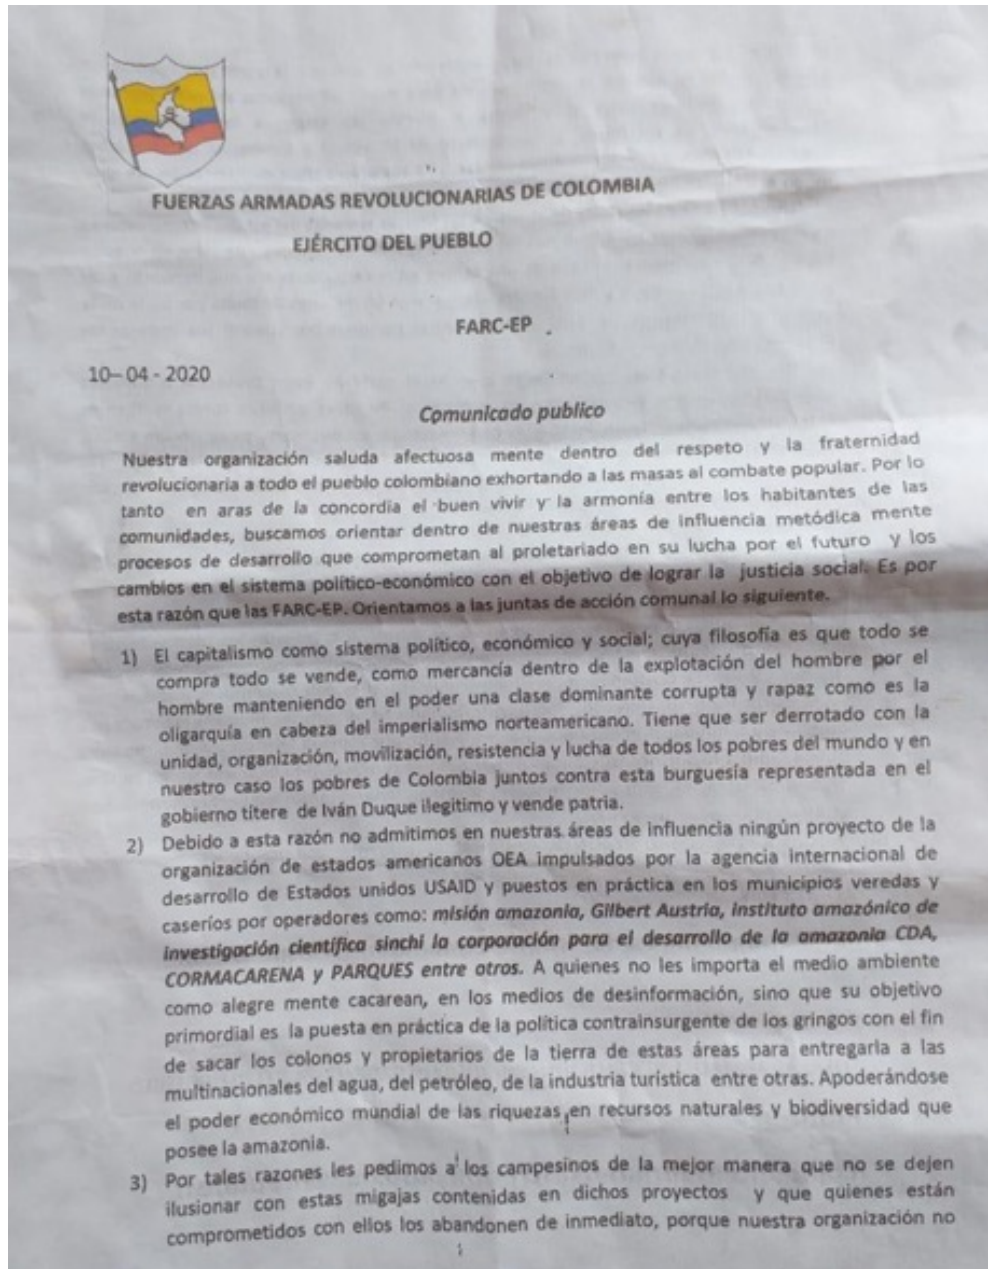 FUERZAS ARMADAS REVOLUCIONARIAS DE COLOMBIA
EJÉRCITO DEL PUEBLO
FARC-EP
10-04-2020
Comunicado publico
Nuestra organización saluda afectuosa mente dentro del respeto y la fraternidad
revolucionaria a todo el pueblo colombiano exhortando a las masas al combate popular. Por lo
tanto en aras de la concordia el buen vivir y la armonía entre los habitantes de las
comunidades, buscamos orientar dentro de nuestras áreas de influencia metódica mente
procesos de desarrollo que comprometan al proletariado en su lucha por el futuro y los
cambios en el sistema político-económico con el objetivo de lograr la justicia social. Es por
esta razón que las FARC-EP. Orientamos a las juntas de acción comunal lo siguiente.
1) El capitalismo como sistema político, económico y social; cuya filosofía es que todo se
compra todo se vende, como mercancía dentro de la explotación del hombre por el
hombre manteniendo en el poder una clase dominante corrupta y rapaz como es la
oligarquía en cabeza del imperialismo norteamericano. Tiene que ser derrotado con la
unidad, organización, movilización, resistencia y lucha de todos los pobres del mundo y en
nuestro caso los pobres de Colombia juntos contra esta burguesía representada en el
gobierno títere de Iván Duque ilegitimo y vende patria.
2) Debido a esta razón no admitimos en nuestras áreas de influencia ningún proyecto de la
organización de estados americanos OEA impulsados por la agencia internacional de
desarrollo de Estados unidos USAID y puestos en práctica en los municipios veredas y
caseríos por operadores como: misión amazonia, Gilbert Austria, instituto amazónico de
investigación científica sinchi la corporación para el desarrollo de la amazonia CDA,
CORMACARENA y PARQUES entre otros. A quienes no les importa el medio ambiente
como alegre mente cacarean, en los medios de desinformación, sino que su objetivo
primordial es la puesta en práctica de la política contrainsurgente de los gringos con el fin
de sacar los colonos y propietarios de la tierra de estas áreas para entregarla a las
multinacionales del agua, del petróleo, de la industria turística entre otras. Apoderándose
el poder económico mundial de las riquezas en recursos naturales y biodiversidad que
posee la amazonia.
3) Por tales razones les pedimos a los campesinos de la mejor manera que no se dejen
ilusionar con estas migajas contenidas en dichos proyectos y que quienes están
comprometidos con ellos los abandonen de inmediato, porque nuestra organización no